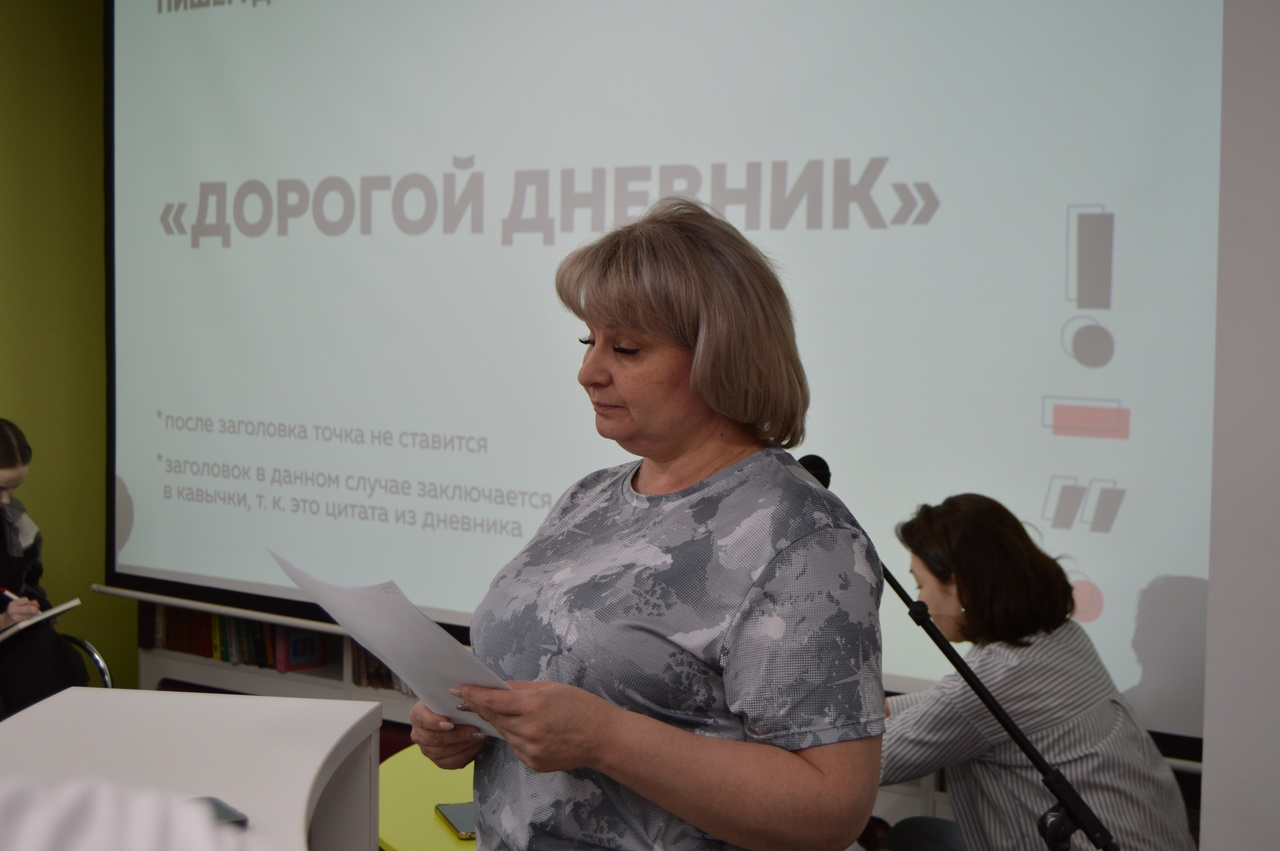 «ДОРОГОЙ ДНЕВНИК»
*после заголовка точка не ставится
*заголовок в данном случае заключается
в кавычки, т. к. это цитата из дневника